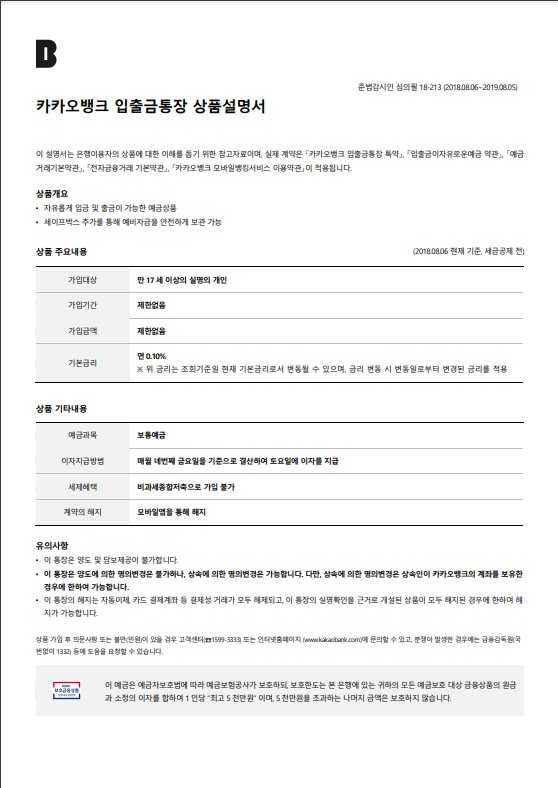 준법감시인 심의필 18-213 (2018.08.06~2019.08.05)
카카오뱅크 입출금통장 상품설명서
이 설명서는 은행이용자의 상품에 대한 이해를 돕기 위한 참고자료이며, 실제 계약은 「카카오뱅크 입출금통장 특약」, 「입출금이자유로운예금 약관」, 「예금
거래기본약관」, 「전자금융거래 기본약관」, 「카카오뱅크 모바일뱅킹서비스 이용약관」이 적용됩니다.
상품개요
• 자유롭게 입금 및 출금이 가능한 예금상품
• 세이프박스 추가를 통해 예비자금을 안전하게 보관 가능
상품 주요내용 (2018.08.06 현재 기준, 세금공제 전)
가입대상 만 17 세 이상의 실명의 개인
가입기간 제한없음
가입금액 제한없음
기본금리 연 0.10%
※ 위 금리는 조회기준일 현재 기본금리로서 변동될 수 있으며, 금리 변동 시 변동일로부터 변경된 금리를 적용
상품 기타내용
예금과목 보통예금
이자지급방법 매월 네번째 금요일을 기준으로 결산하여 토요일에 이자를 지급
세제혜택 비과세종합저축으로 가입 불가
계약의 해지 모바일앱을 통해 해지
유의사항
• 이 통장은 양도 및 담보제공이 불가합니다.
• 이 통장은 양도에 의한 명의변경은 불가하나, 상속에 의한 명의변경은 가능합니다. 다만, 상속에 의한 명의변경은 상속인이 카카오뱅크의 계좌를 보유한
경우에 한하여 가능합니다.
• 이 통장의 해지는 자동이체, 카드 결제계좌 등 결제성 거래가 모두 해제되고, 이 통장의 실명확인을 근거로 개설된 상품이 모두 해지된 경우에 한하여 해
지가 가능합니다.
상품 가입 후 의문사항 또는 불만(민원)이 있을 경우 고객센터(☎1599-3333) 또는 인터넷홈페이지 (www.kakaobank.com)에 문의할 수 있고, 분쟁이 발생한 경우에는 금융감독원(국
번없이 1332) 등에 도움을 요청할 수 있습니다.
보호금융상품
이 예금은 예금자보호법에 따라 예금보험공사가 보호하되, 보호한도는 본 은행에 있는 귀하의 모든 예금보호 대상 금융상품의 원금
과 소정의 이자를 합하여 1 인당 "최고 5 천만원" 이며, 5 천만원을 초과하는 나머지 금액은 보호하지 않습니다.